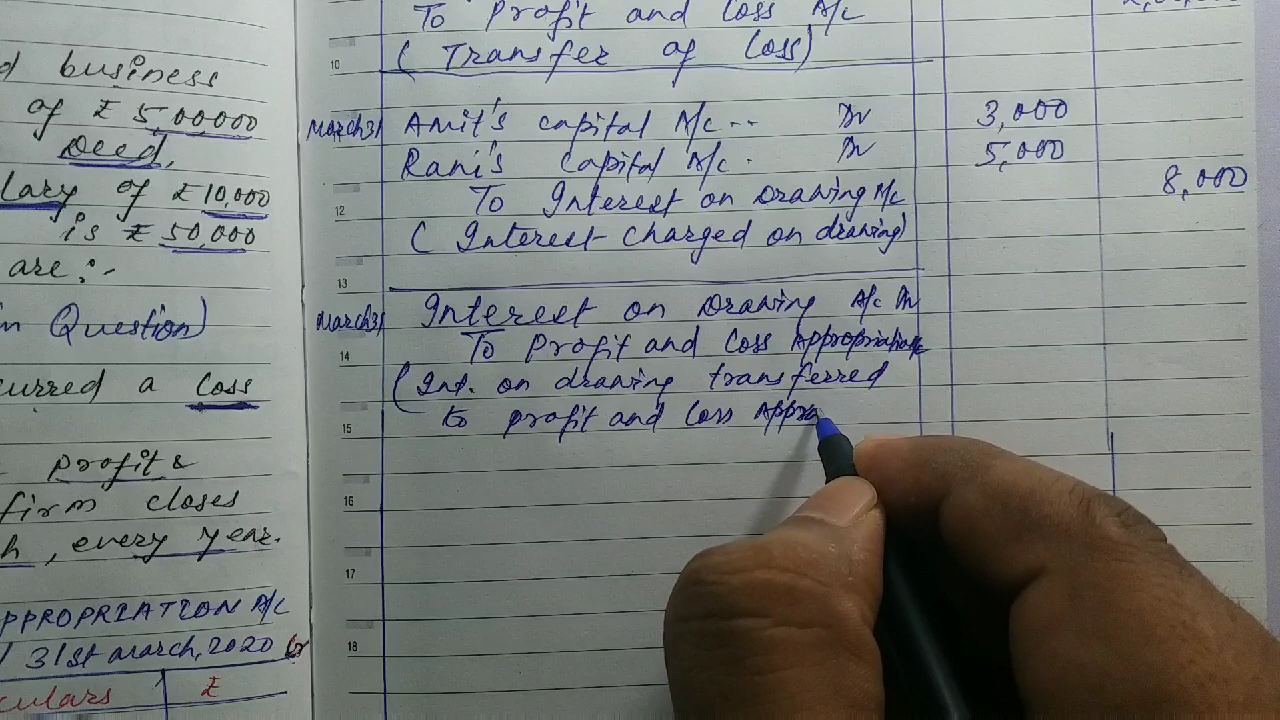 d business
of ₹ 5,00000
Deed,
lary of ₹ 10,000
is ₹ 50,000
are :-
in Question)
curred a Loss
Profit &
firm closes
h, every year.
PPROPRIATION A/c
31st march, 2020 Cr
culars ₹
To Profit and Loss A/c
10 ( Transfer of Loss)
March 31 Amit's capital A/c -- Dr 3,000
Rani's capital A/c. Dr 5,000
12 To Interest on Drawing A/c 8,000
( Interest charged on drawing)
13
March 31 Interest on Drawing A/c Dr
14 To Profit and Loss Appropriation
(Int. on drawing transferred
15 to profit and Loss Appro
16
17
18